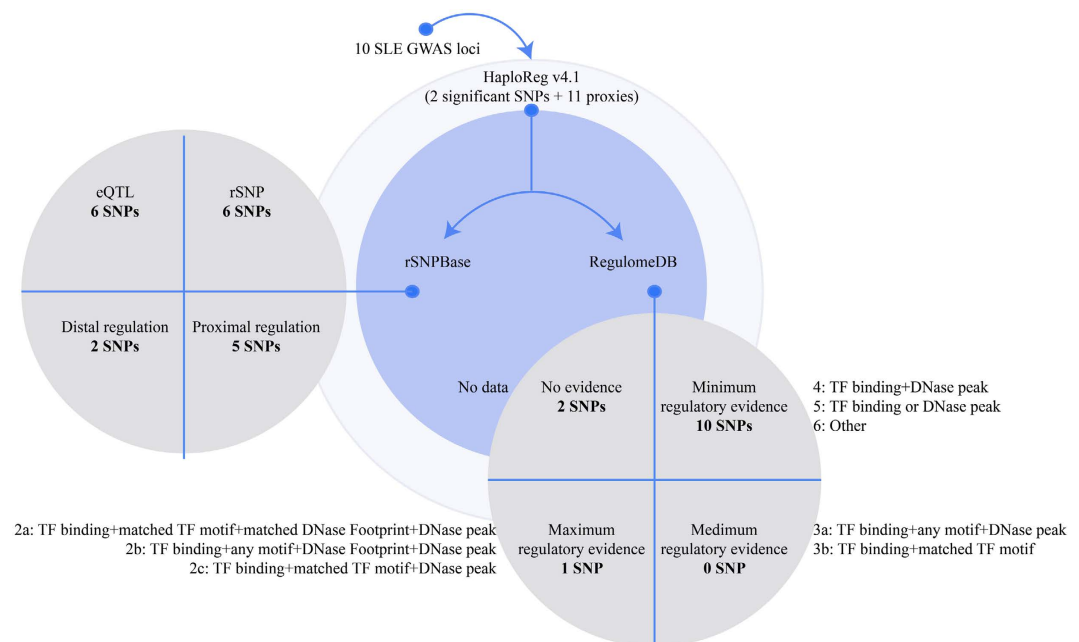 10 SLE GWAS loci
HaploReg v4.1
(2 significant SNPs + 11 proxies)
eQTL
6 SNPs
rSNP
6 SNPs
rSNPBase
RegulomeDB
Distal regulation
2 SNPs
Proximal regulation
5 SNPs
No data
No evidence
2 SNPs
Minimum
regulatory evidence
10 SNPs
4: TF binding+DNase peak
5: TF binding or DNase peak
6: Other
2a: TF binding+matched TF motif+matched DNase Footprint+DNase peak
2b: TF binding+any motif+DNase Footprint+DNase peak
2c: TF binding+matched TF motif+DNase peak
Maximum
regulatory evidence
1 SNP
Medimum
regulatory evidence
0 SNP
3a: TF binding+any motif+DNase peak
3b: TF binding+matched TF motif